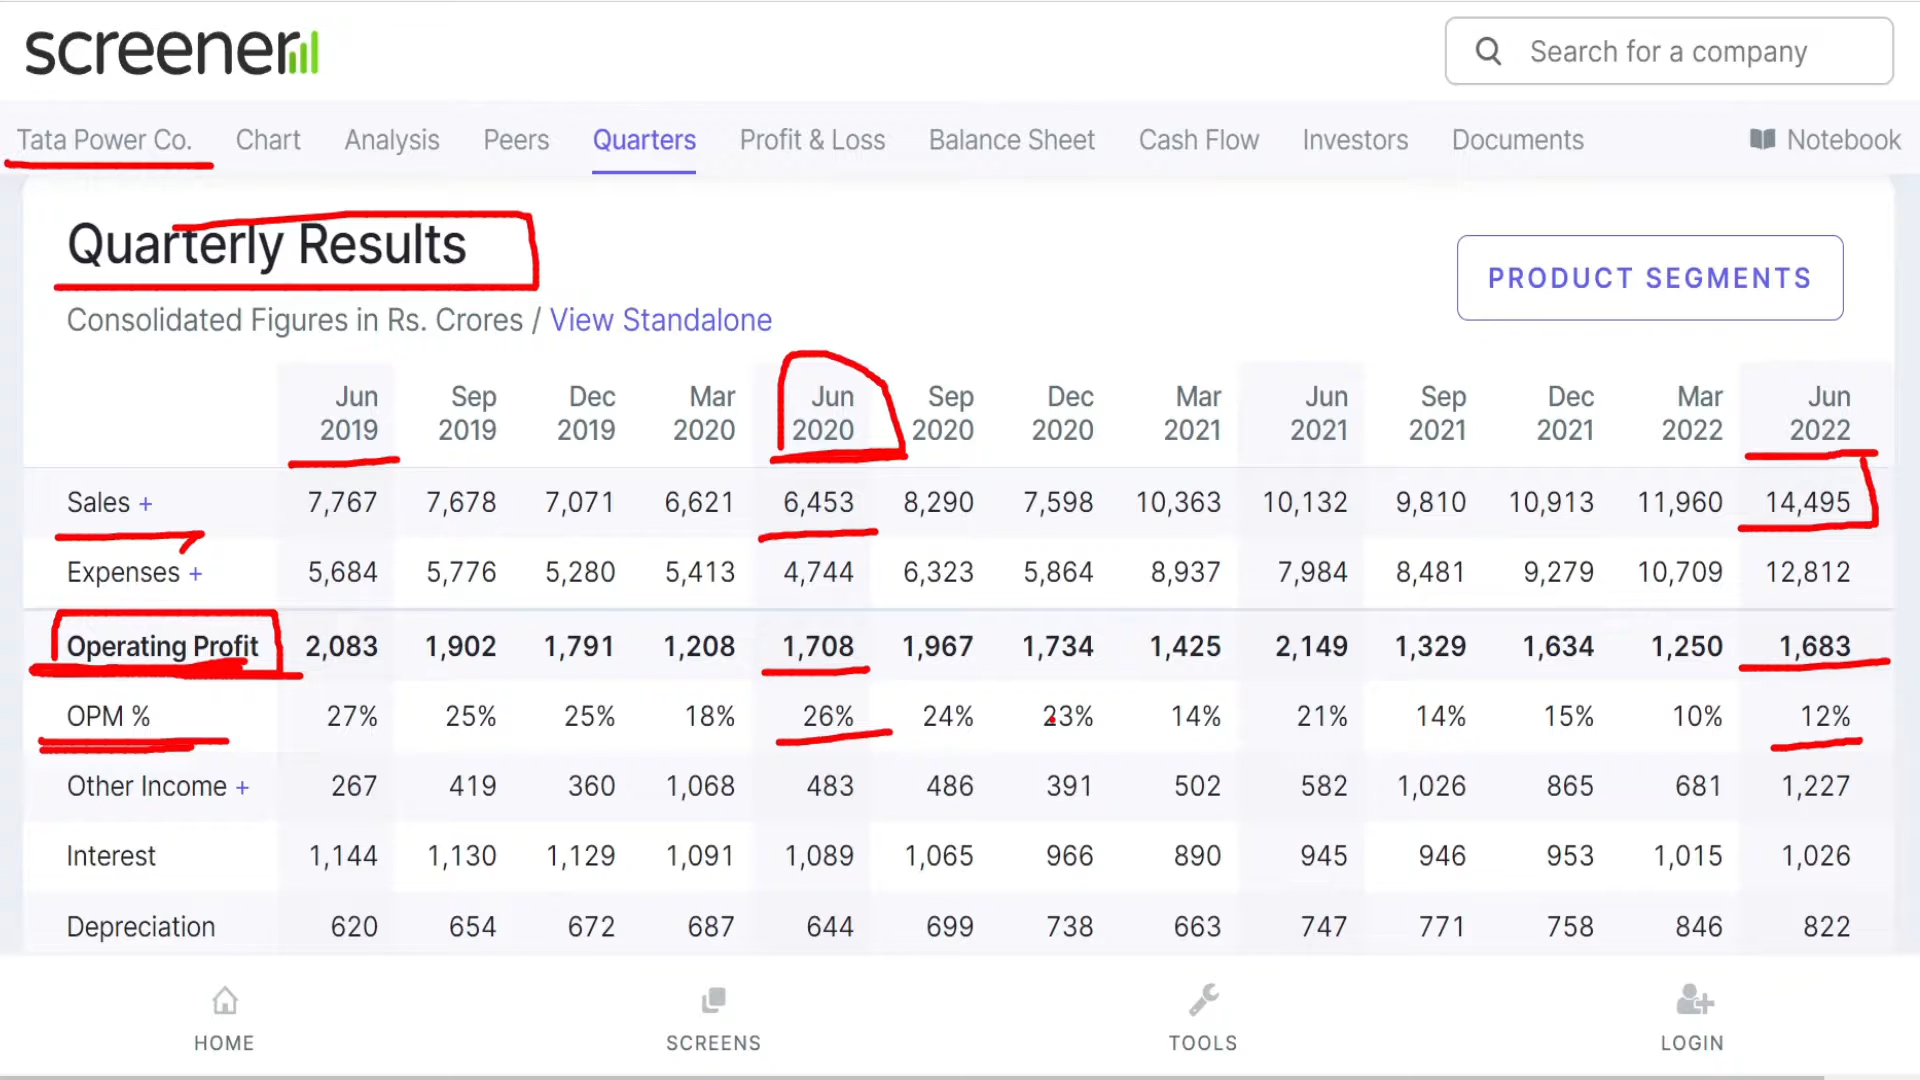 screener
Search for a company
Tata Power Co. Chart Analysis Peers Quarters Profit & Loss Balance Sheet Cash Flow Investors Documents Notebook
Quarterly Results
PRODUCT SEGMENTS
Consolidated Figures in Rs. Crores / View Standalone
Jun Sep Dec Mar Jun Sep Dec Mar Jun Sep Dec Mar Jun
2019 2019 2019 2020 2020 2020 2020 2021 2021 2021 2021 2022 2022
Sales + 7,767 7,678 7,071 6,621 6,453 8,290 7,598 10,363 10,132 9,810 10,913 11,960 14,495
Expenses + 5,684 5,776 5,280 5,413 4,744 6,323 5,864 8,937 7,984 8,481 9,279 10,709 12,812
Operating Profit 2,083 1,902 1,791 1,208 1,708 1,967 1,734 1,425 2,149 1,329 1,634 1,250 1,683
OPM % 27% 25% 25% 18% 26% 24% 23% 14% 21% 14% 15% 10% 12%
Other Income + 267 419 360 1,068 483 486 391 502 582 1,026 865 681 1,227
Interest 1,144 1,130 1,129 1,091 1,089 1,065 966 890 945 946 953 1,015 1,026
Depreciation 620 654 672 687 644 699 738 663 747 771 758 846 822
HOME SCREENS TOOLS LOGIN